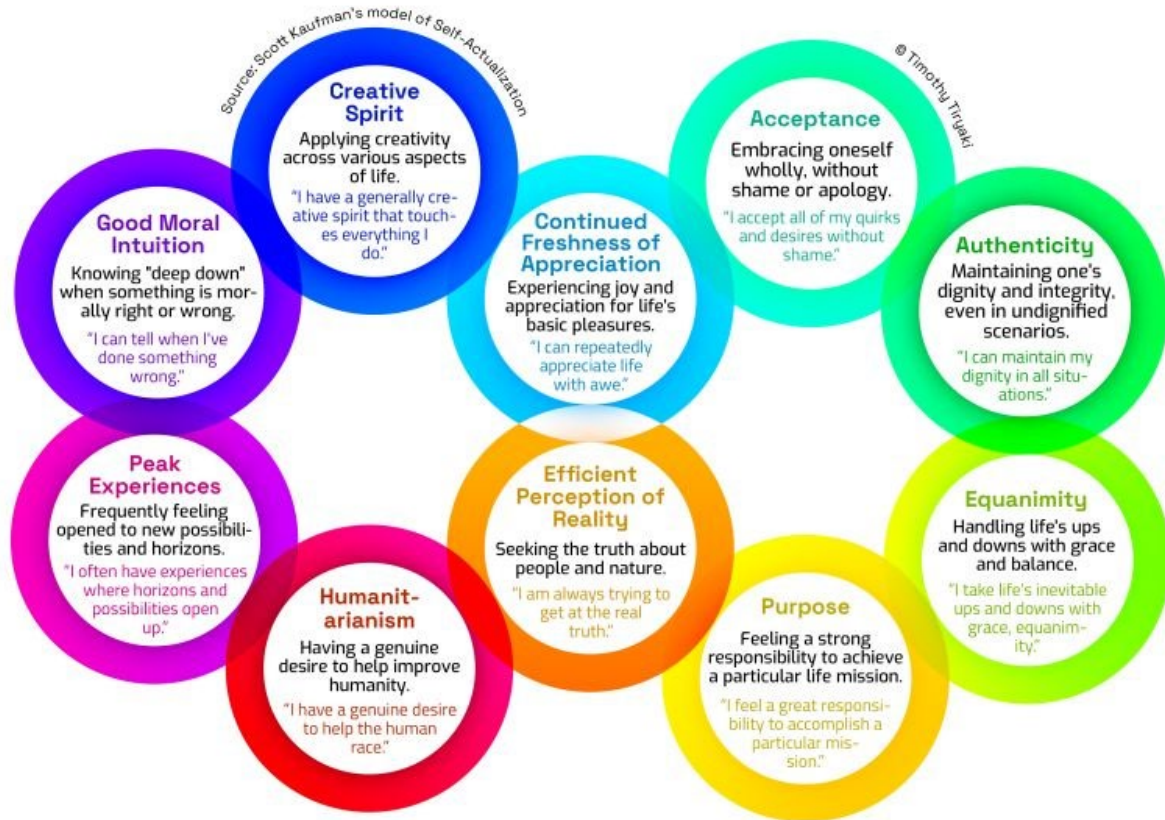 Source: Scott Kaufman's model of Self-Actualization
© Timothy Tiryaki
Creative
Spirit
Applying creativity
across various aspects
of life.
"I have a generally cre-
ative spirit that touch-
es everything I
do."
Acceptance
Embracing oneself
wholly, without
shame or apology.
"I accept all of my quirks
and desires without
shame."
Good Moral
Intuition
Knowing "deep down"
when something is mor-
ally right or wrong.
"I can tell when I've
done something
wrong."
Continued
Freshness of
Appreciation
Experiencing joy and
appreciation for life's
basic pleasures.
"I can repeatedly
appreciate life
with awe."
Authenticity
Maintaining one's
dignity and integrity,
even in undignified
scenarios.
"I can maintain my
dignity in all situ-
ations."
Peak
Experiences
Frequently feeling
opened to new possibili-
ties and horizons.
"I often have experiences
where horizons and
possibilities open
up."
Efficient
Perception of
Reality
Seeking the truth about
people and nature.
"I am always trying to
get at the real
truth."
Equanimity
Handling life's ups
and downs with grace
and balance.
"I take life's inevitable
ups and downs with
grace, equanim-
ity."
Humanit-
arianism
Having a genuine
desire to help improve
humanity.
"I have a genuine desire
to help the human
race."
Purpose
Feeling a strong
responsibility to achieve
a particular life mission.
"I feel a great responsi-
bility to accomplish a
particular mis-
sion."